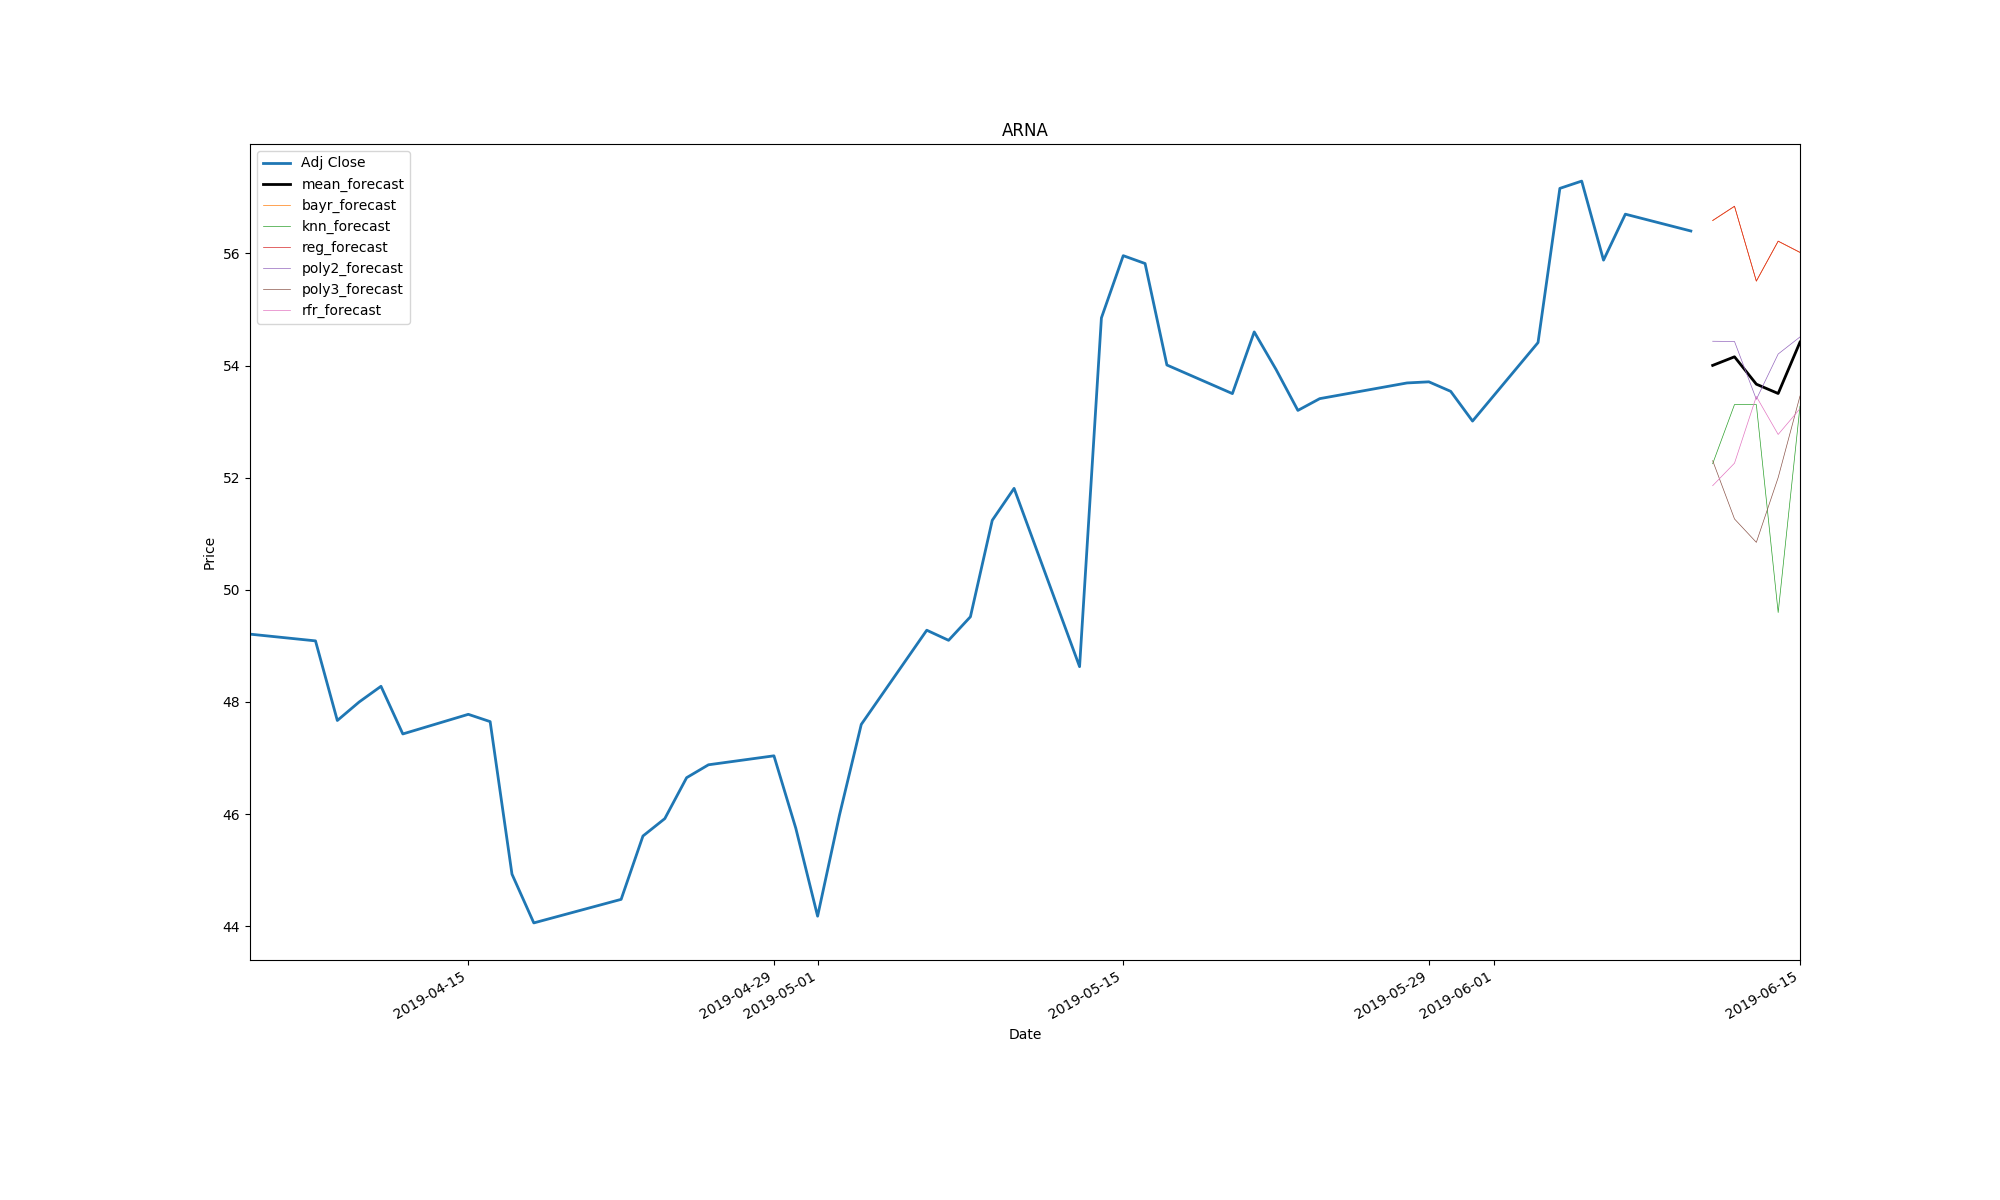 ARNA
Adj Close
mean_forecast
bayr_forecast
knn_forecast
reg_forecast
poly2_forecast
poly3_forecast
rfr_forecast
56
54
52
50
48
46
44
Price
2019-04-15
2019-04-29
2019-05-01
2019-05-15
2019-05-29
2019-06-01
2019-06-15
Date